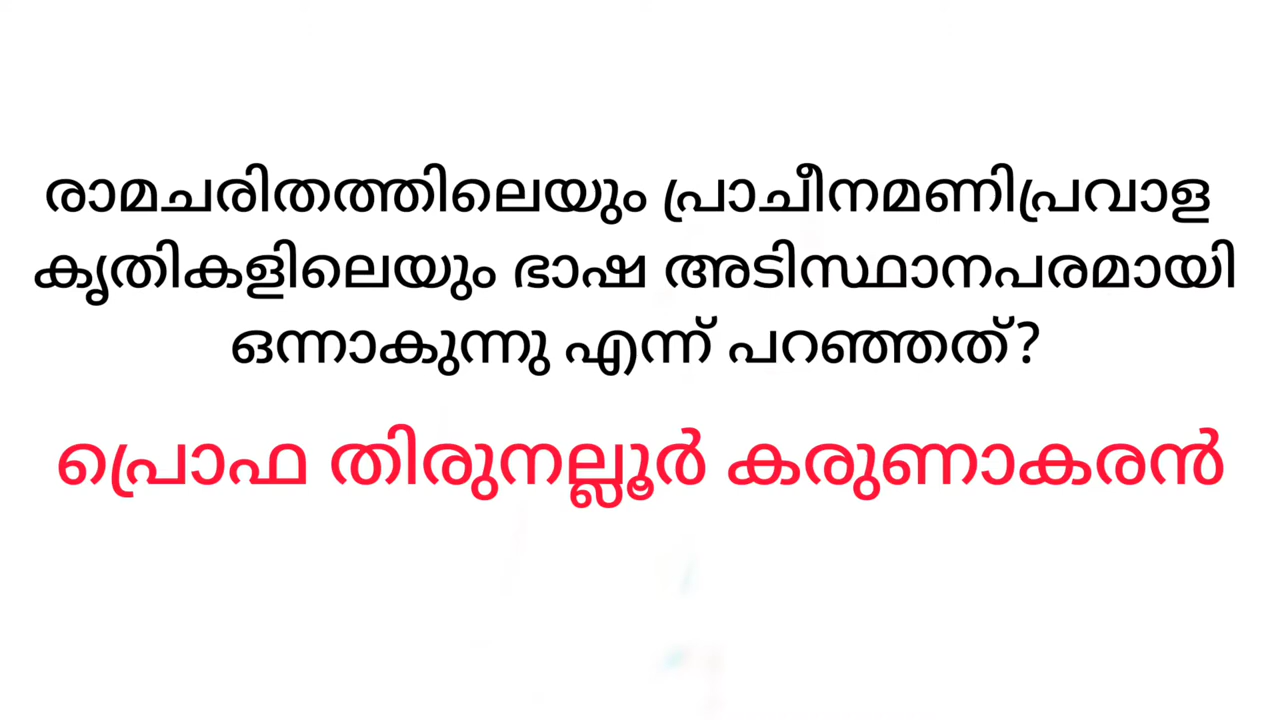 രാമചരിതത്തിലെയും പ്രാചീനമണിപ്രവാള
കൃതികളിലെയും ഭാഷ അടിസ്ഥാനപരമായി
ഒന്നാകുന്നു എന്ന് പറഞ്ഞത്?
പ്രൊഫ തിരുനല്ലൂർ കരുണാകരൻ